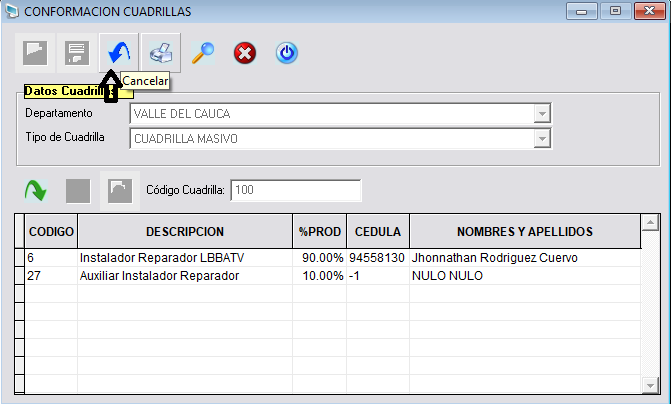 CONFORMACION CUADRILLAS
Cancelar
Datos Cuadrillas
Departamento VALLE DEL CAUCA
Tipo de Cuadrilla CUADRILLA MASIVO
Código Cuadrilla: 100
CODIGO DESCRIPCION %PROD CEDULA NOMBRES Y APELLIDOS
6 Instalador Reparador LBBATV 90.00% 94558130 Jhonnathan Rodriguez Cuervo
27 Auxiliar Instalador Reparador 10.00% -1 NULO NULO